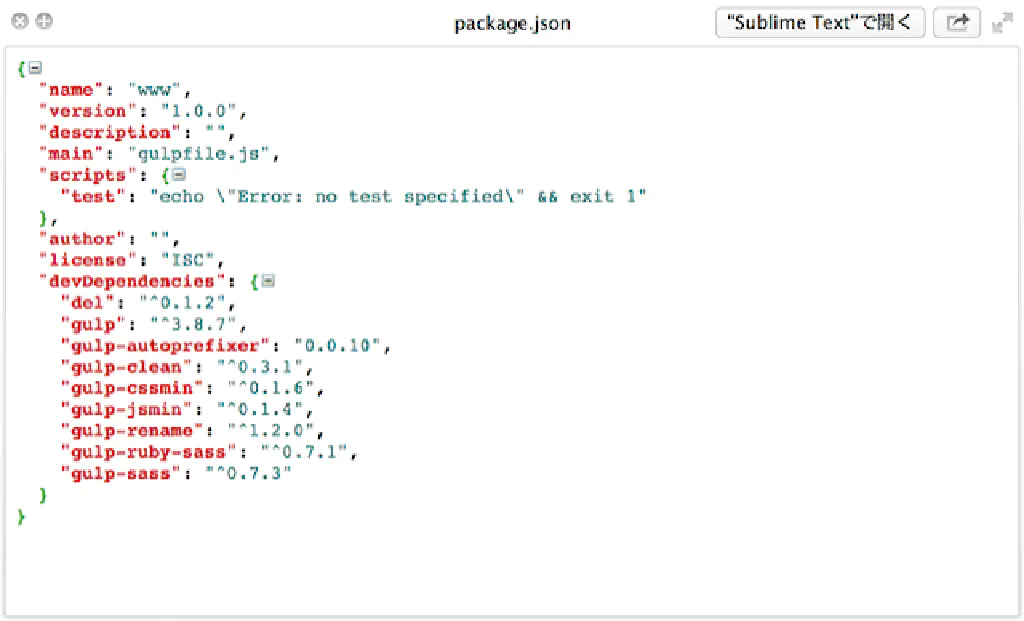 package.json
"Sublime Text"で開く
{
"name": "www",
"version": "1.0.0",
"description": "",
"main": "gulpfile.js",
"scripts": {
"test": "echo \"Error: no test specified\" && exit 1"
},
"author": "",
"license": "ISC",
"devDependencies": {
"del": "^0.1.2",
"gulp": "^3.8.7",
"gulp-autoprefixer": "0.0.10",
"gulp-clean": "^0.3.1",
"gulp-cssmin": "^0.1.6",
"gulp-jsmin": "^0.1.4",
"gulp-rename": "^1.2.0",
"gulp-ruby-sass": "^0.7.1",
"gulp-sass": "^0.7.3"
}
}